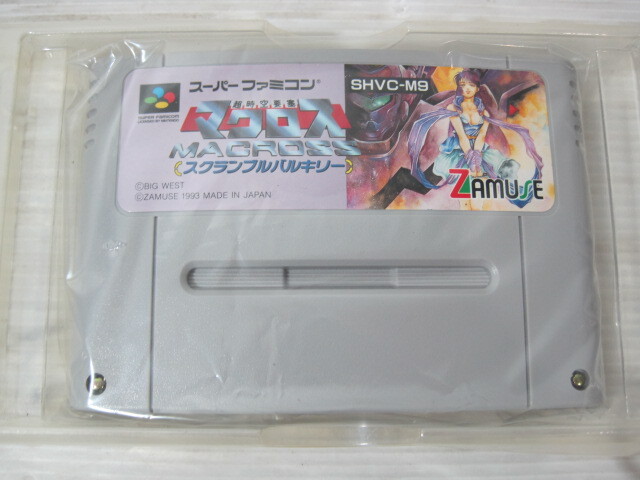 スーパーファミコン
SHVC-M9
超時空要塞
マクロス
MACROSS
スクランブルバルキリー
ZAMUSE
©BIG WEST
©ZAMUSE 1993 MADE IN JAPAN